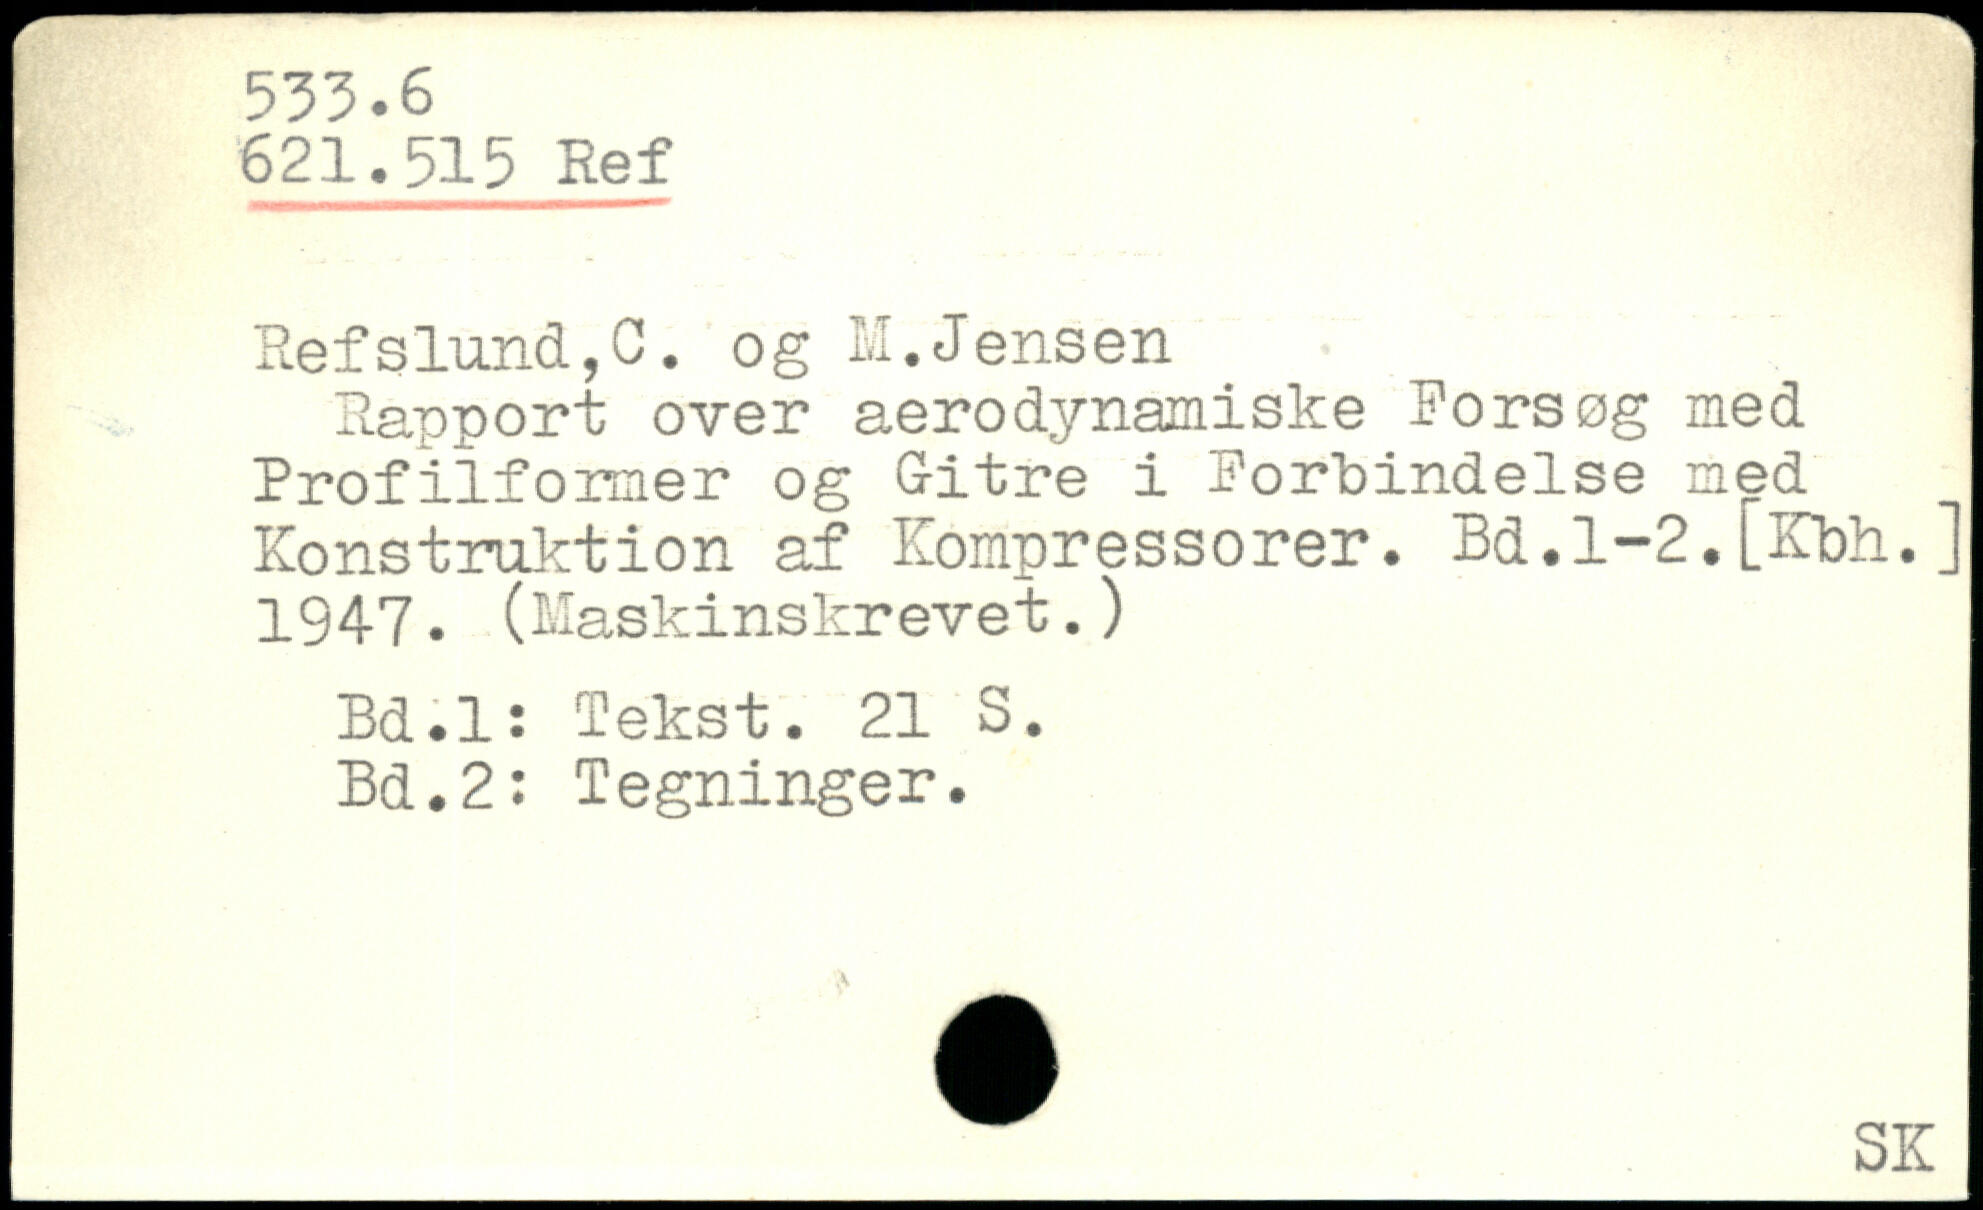 533.6
621.515 Ref
Refslund,C. og M.Jensen
Rapport over aerodynamiske Forsøg med
Profilformer og Gitre i Forbindelse med
Konstruktion af Kompressorer. Bd.1-2.[Kbh.]
1947. (Maskinskrevet.)
Bd.1: Tekst. 21 S.
Bd.2: Tegninger.
SK